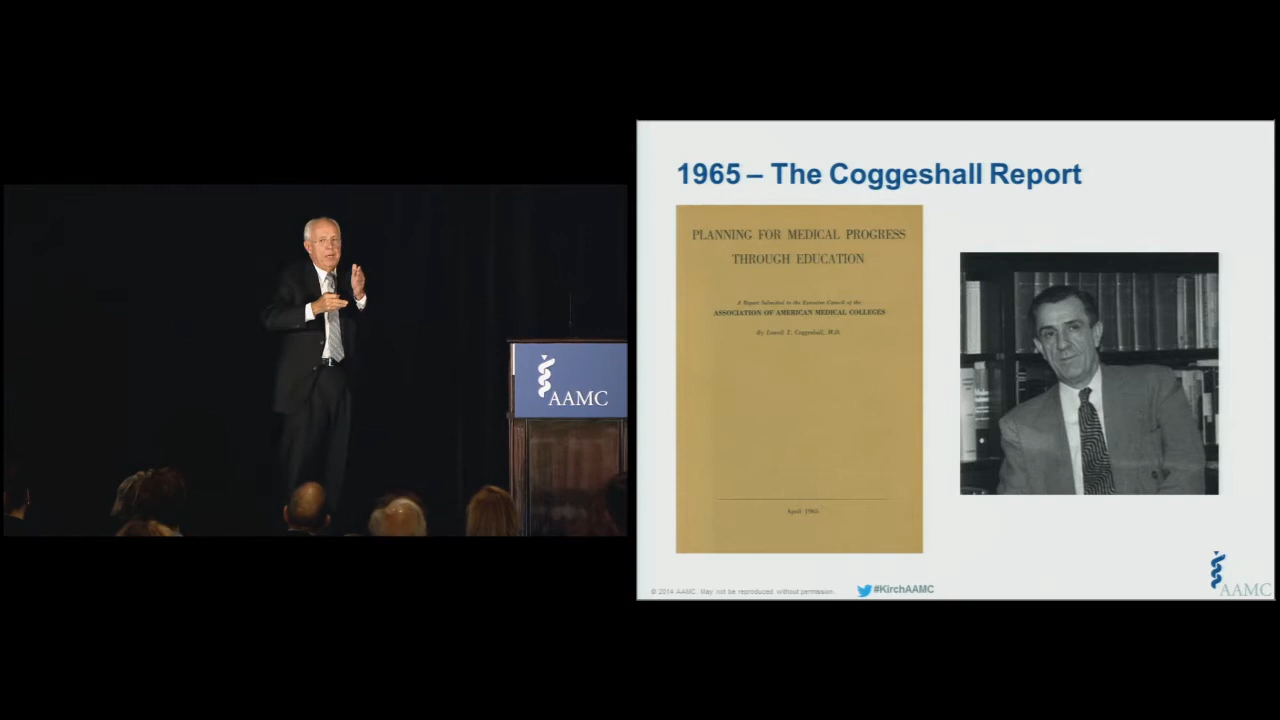 AAMC
1965 – The Coggeshall Report
PLANNING FOR MEDICAL PROGRESS
THROUGH EDUCATION
A Report Submitted to the Executive Council of the
ASSOCIATION OF AMERICAN MEDICAL COLLEGES
By Lowell T. Coggeshall, M.D.
April 1965
© 2014 AAMC. May not be reproduced without permission.
#KirchAAMC
AAMC